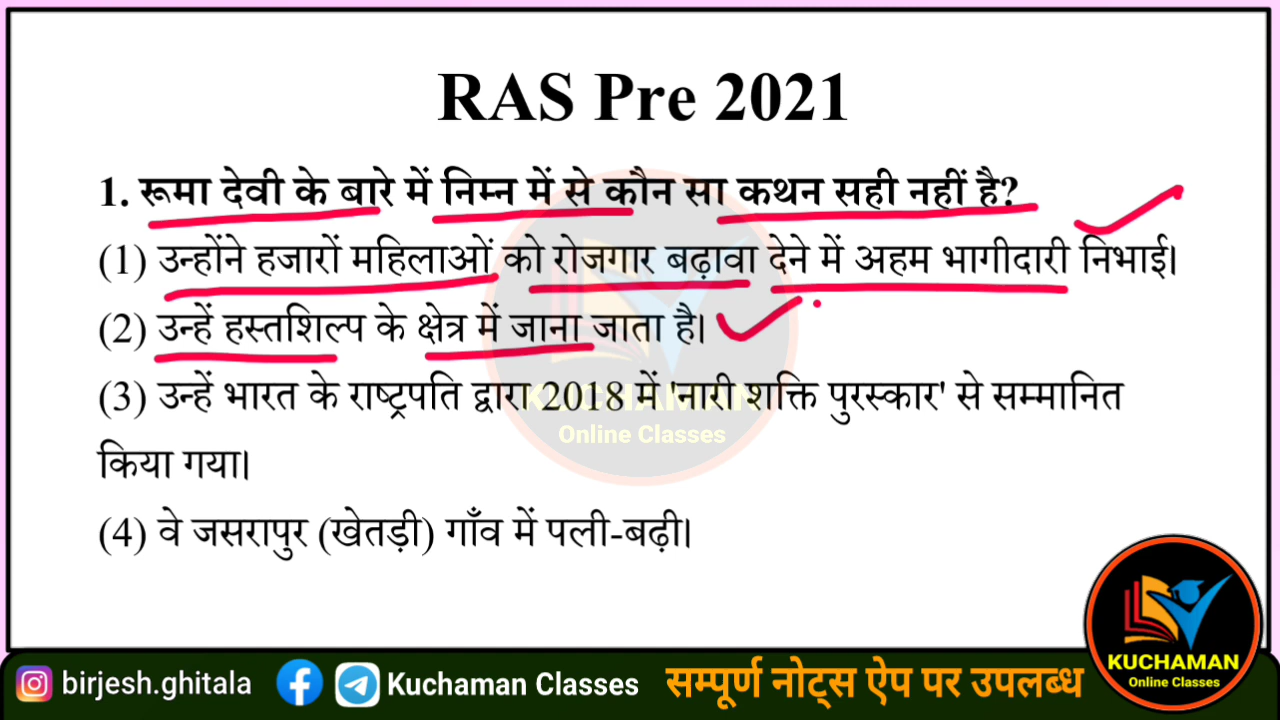 RAS Pre 2021
1. रूमा देवी के बारे में निम्न में से कौन सा कथन सही नहीं है?
(1) उन्होंने हजारों महिलाओं को रोजगार बढ़ावा देने में अहम भागीदारी निभाई।
(2) उन्हें हस्तशिल्प के क्षेत्र में जाना जाता है।
(3) उन्हें भारत के राष्ट्रपति द्वारा 2018 में 'नारी शक्ति पुरस्कार' से सम्मानित
किया गया।
(4) वे जसरापुर (खेतड़ी) गाँव में पली-बढ़ी।
KUCHAMAN
Online Classes
birjesh.ghitala
Kuchaman Classes
सम्पूर्ण नोट्स ऐप पर उपलब्ध
KUCHAMAN
Online Classes